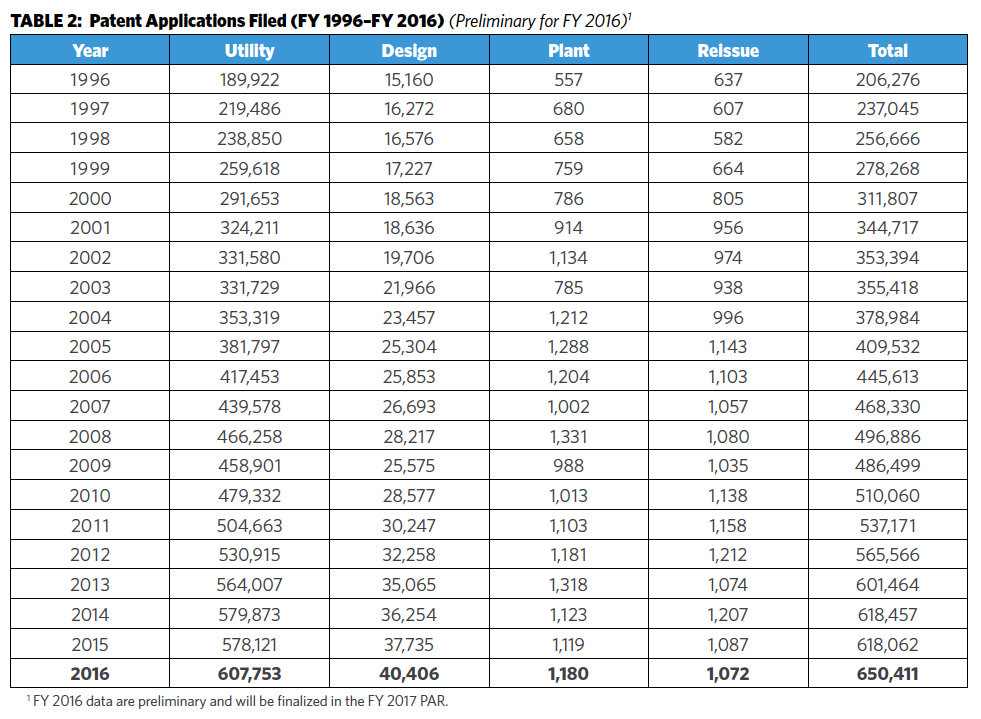 TABLE 2: Patent Applications Filed (FY 1996–FY 2016) (Preliminary for FY 2016)¹
Year Utility Design Plant Reissue Total
1996 189,922 15,160 557 637 206,276
1997 219,486 16,272 680 607 237,045
1998 238,850 16,576 658 582 256,666
1999 259,618 17,227 759 664 278,268
2000 291,653 18,563 786 805 311,807
2001 324,211 18,636 914 956 344,717
2002 331,580 19,706 1,134 974 353,394
2003 331,729 21,966 785 938 355,418
2004 353,319 23,457 1,212 996 378,984
2005 381,797 25,304 1,288 1,143 409,532
2006 417,453 25,853 1,204 1,103 445,613
2007 439,578 26,693 1,002 1,057 468,330
2008 466,258 28,217 1,331 1,080 496,886
2009 458,901 25,575 988 1,035 486,499
2010 479,332 28,577 1,013 1,138 510,060
2011 504,663 30,247 1,103 1,158 537,171
2012 530,915 32,258 1,181 1,212 565,566
2013 564,007 35,065 1,318 1,074 601,464
2014 579,873 36,254 1,123 1,207 618,457
2015 578,121 37,735 1,119 1,087 618,062
2016 607,753 40,406 1,180 1,072 650,411
¹ FY 2016 data are preliminary and will be finalized in the FY 2017 PAR.